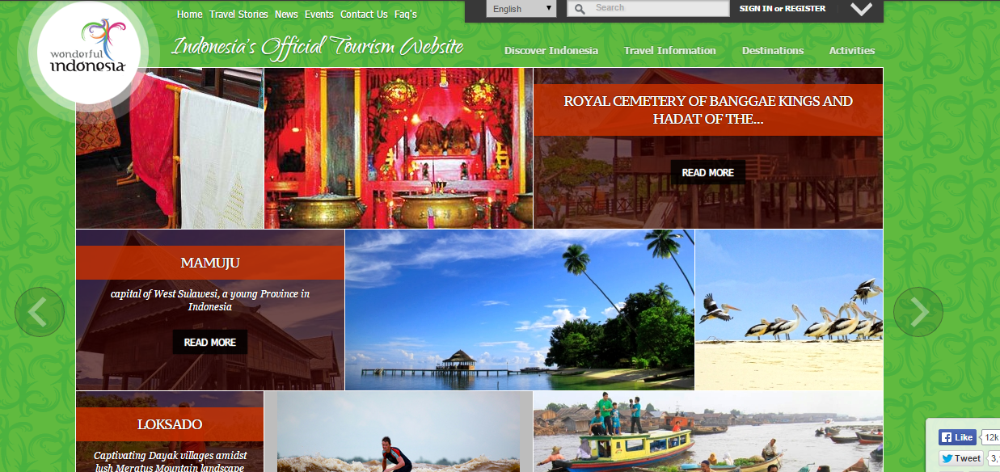 Home Travel Stories News Events Contact Us Faq's
English
Search
SIGN IN or REGISTER
wonderful
indonesia
Indonesia's Official Tourism Website
Discover Indonesia Travel Information Destinations Activities
ROYAL CEMETERY OF BANGGAE KINGS AND
HADAT OF THE...
READ MORE
MAMUJU
capital of West Sulawesi, a young Province in
Indonesia
READ MORE
LOKSADO
Captivating Dayak villages amidst
lush Meratus Mountain landscape
Like 12k
Tweet 3,